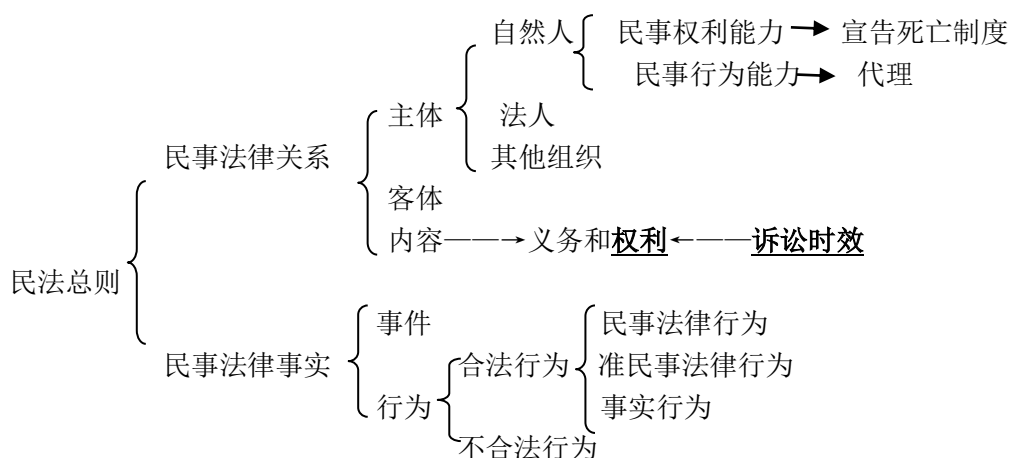 自然人 民事权利能力 → 宣告死亡制度
民事行为能力 → 代理
主体 法人
民事法律关系 其他组织
客体
内容——→义务和权利←——诉讼时效
民法总则
事件 民事法律行为
民事法律事实 合法行为 准民事法律行为
行为 事实行为
不合法行为